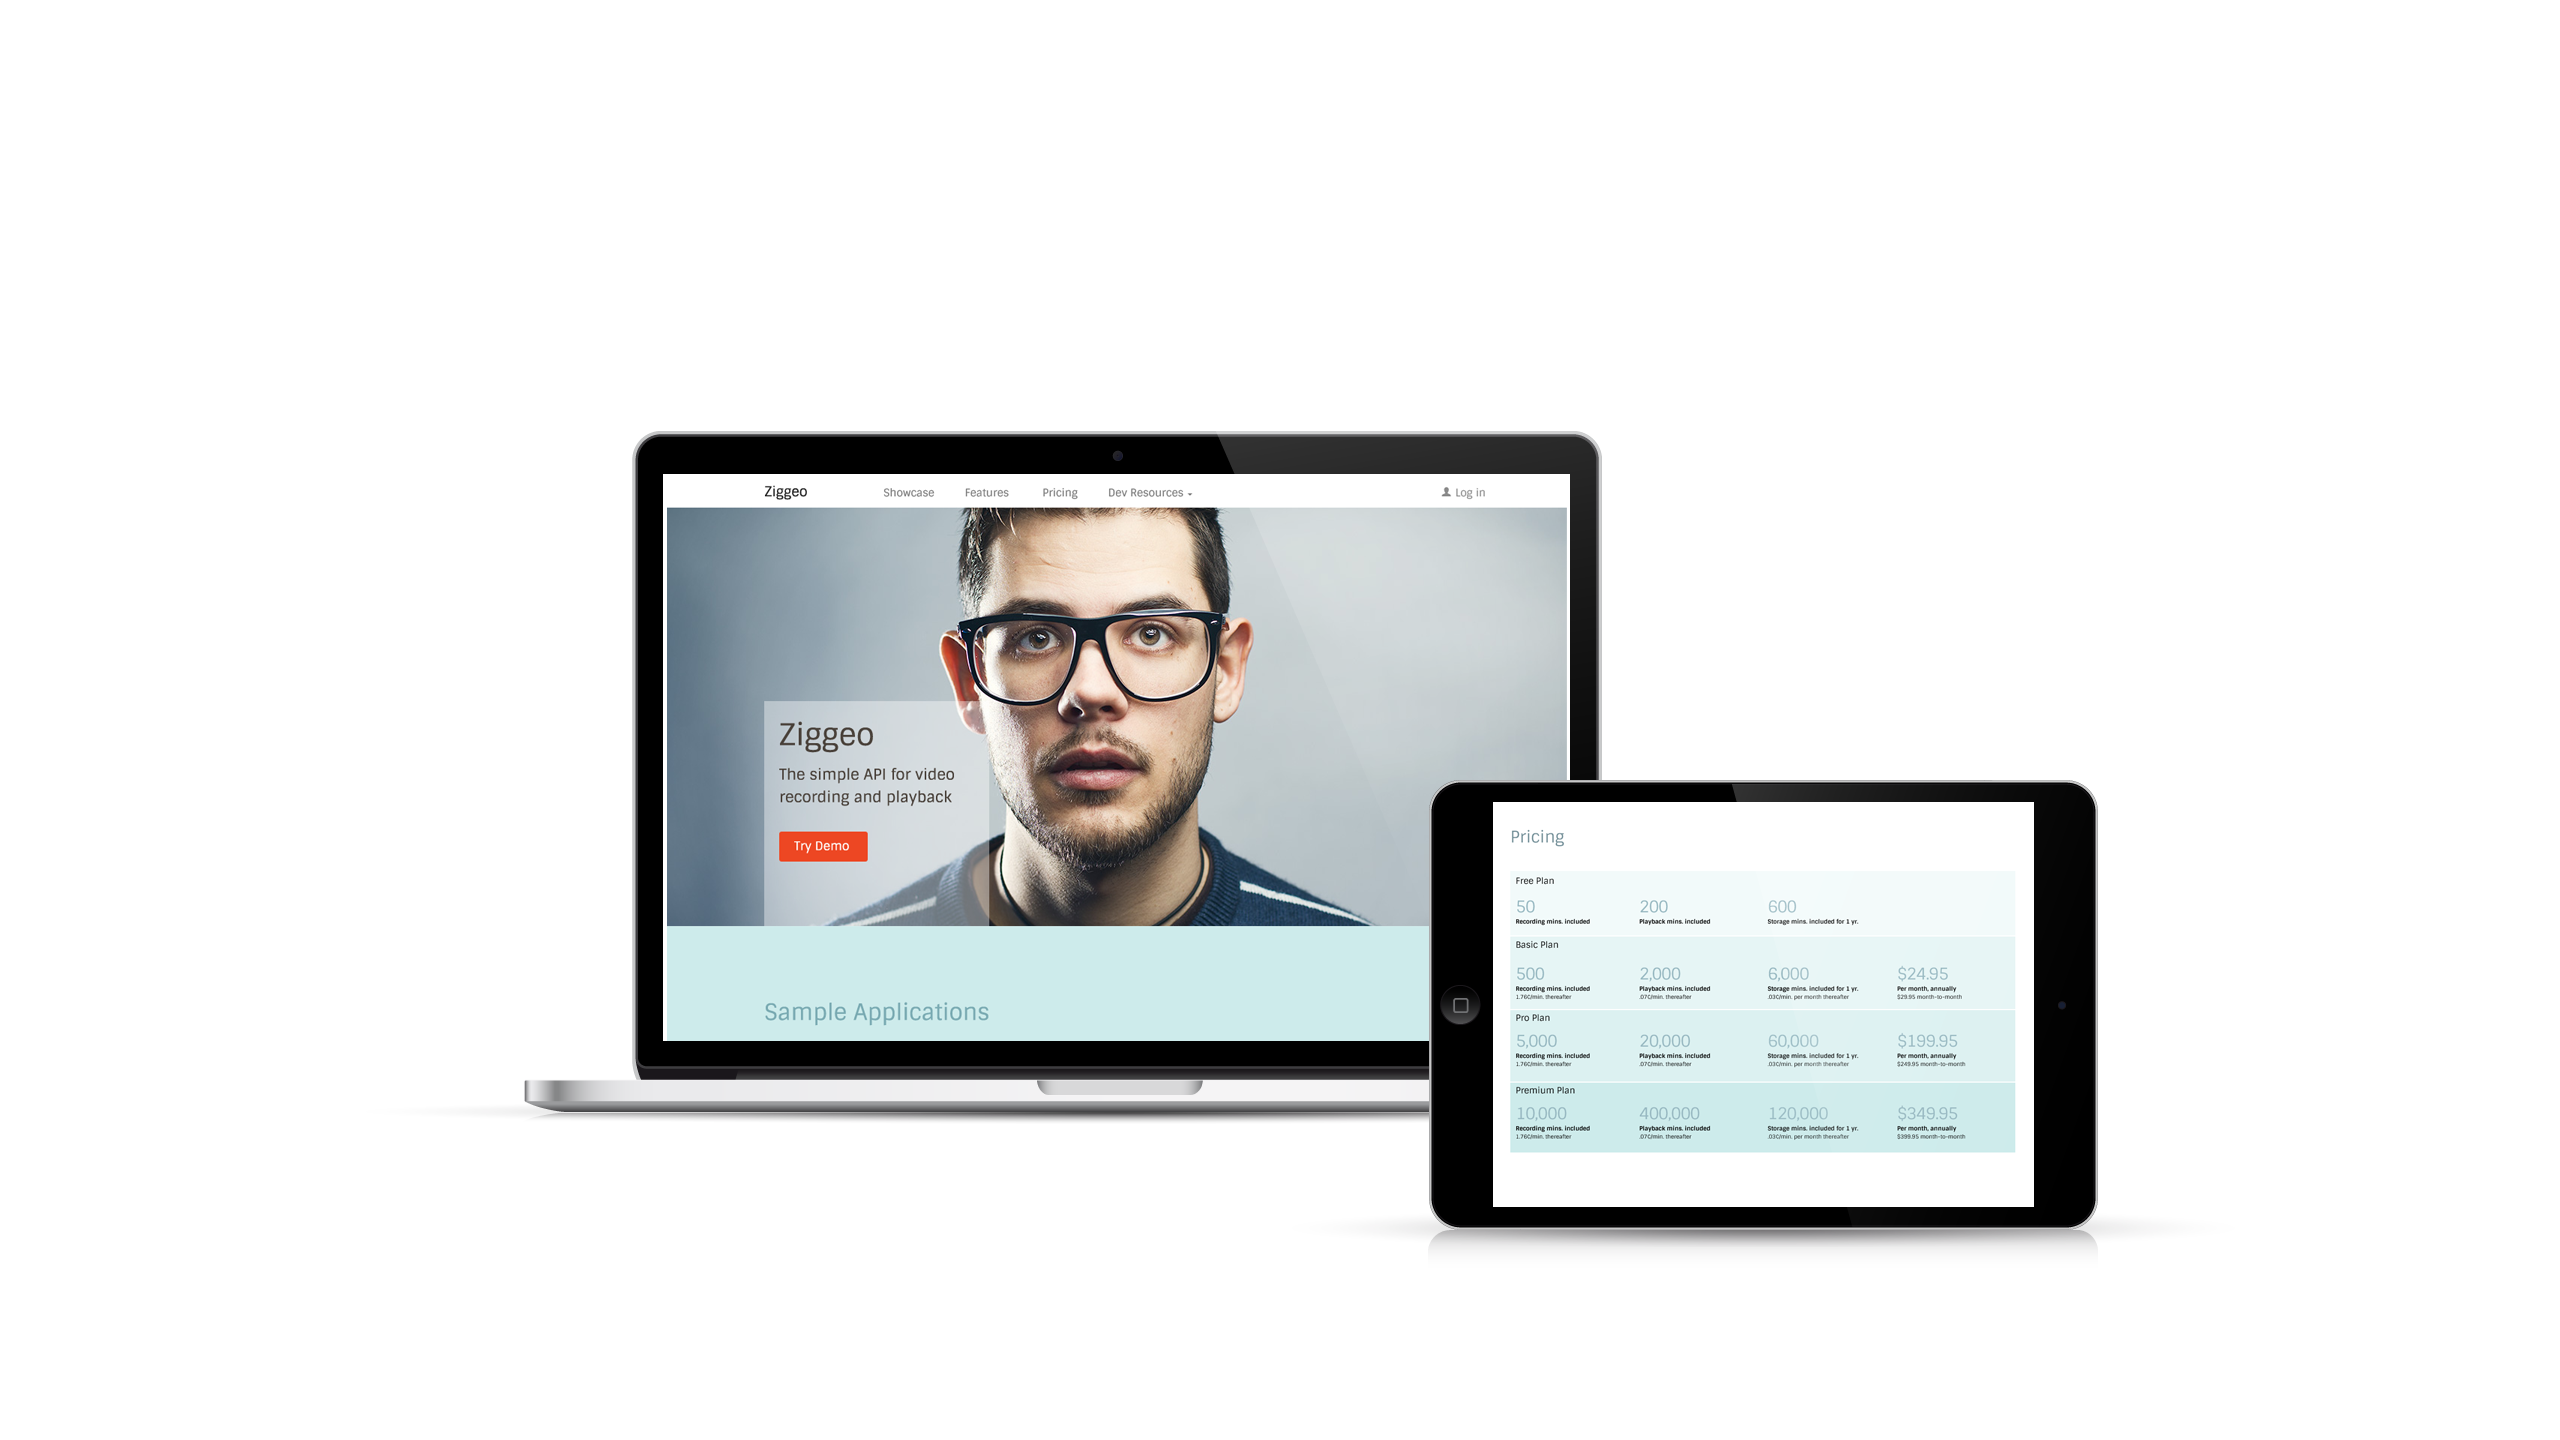 Ziggeo
Showcase
Features
Pricing
Dev Resources
Log in
Ziggeo
The simple API for video
recording and playback
Try Demo
Sample Applications
Pricing
Free Plan
50
200
600
Recording mins. included
Playback mins. included
Storage mins. included for 1 yr.
Basic Plan
500
2,000
6,000
$24.95
Recording mins. included
Playback mins. included
Storage mins. included for 1 yr.
Per month, annually
1.76¢/min. thereafter
.07¢/min. thereafter
.03¢/min. per month thereafter
$29.95 month-to-month
Pro Plan
5,000
20,000
60,000
$199.95
Recording mins. included
Playback mins. included
Storage mins. included for 1 yr.
Per month, annually
1.76¢/min. thereafter
.07¢/min. thereafter
.03¢/min. per month thereafter
$249.95 month-to-month
Premium Plan
10,000
400,000
120,000
$349.95
Recording mins. included
Playback mins. included
Storage mins. included for 1 yr.
Per month, annually
1.76¢/min. thereafter
.07¢/min. thereafter
.03¢/min. per month thereafter
$399.95 month-to-month